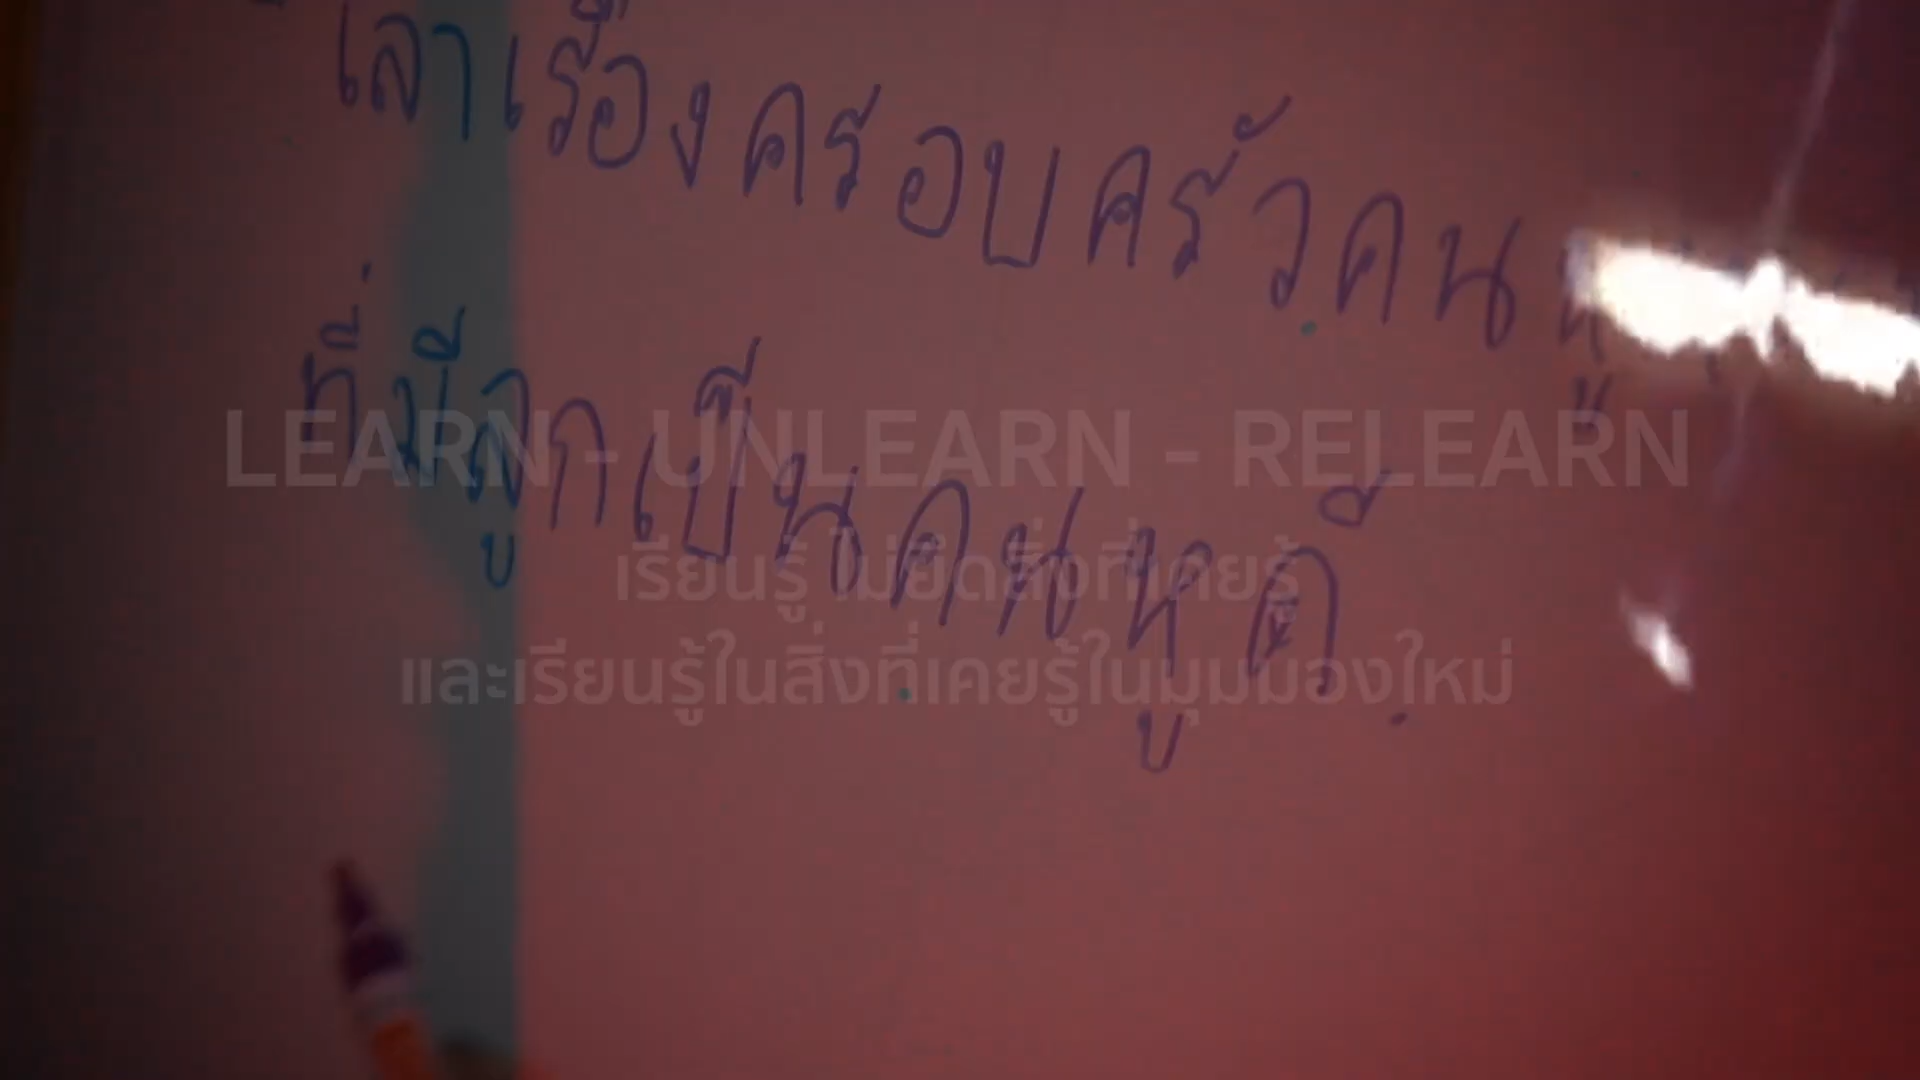 เล่าเรื่องครอบครัวคนหู
ที่มีลูกเป็นคนหูดี
LEARN - UNLEARN - RELEARN
เรียนรู้ ไม่ยึดสิ่งที่เคยรู้
และเรียนรู้ในสิ่งที่เคยรู้ในมุมมองใหม่